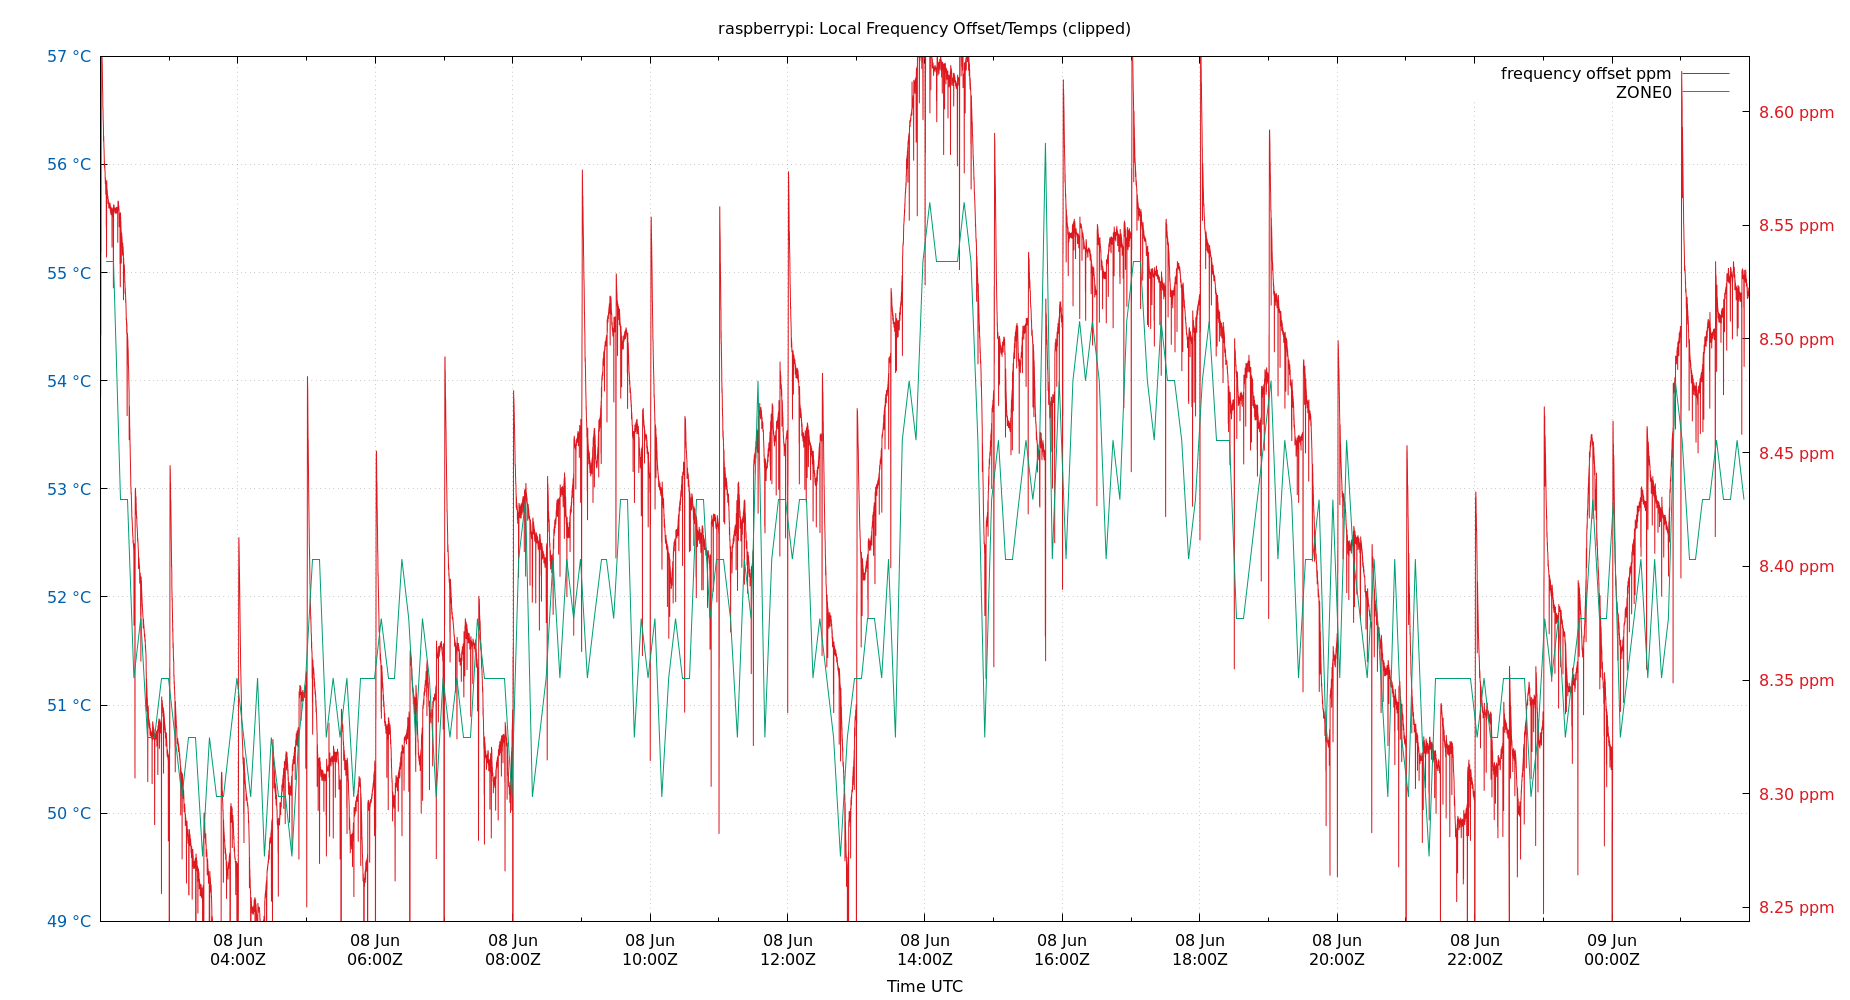 raspberrypi: Local Frequency Offset/Temps (clipped)
57 °C
56 °C
55 °C
54 °C
53 °C
52 °C
51 °C
50 °C
49 °C
frequency offset ppm
ZONE0
8.60 ppm
8.55 ppm
8.50 ppm
8.45 ppm
8.40 ppm
8.35 ppm
8.30 ppm
8.25 ppm
08 Jun
04:00Z
08 Jun
06:00Z
08 Jun
08:00Z
08 Jun
10:00Z
08 Jun
12:00Z
08 Jun
14:00Z
08 Jun
16:00Z
08 Jun
18:00Z
08 Jun
20:00Z
08 Jun
22:00Z
09 Jun
00:00Z
Time UTC